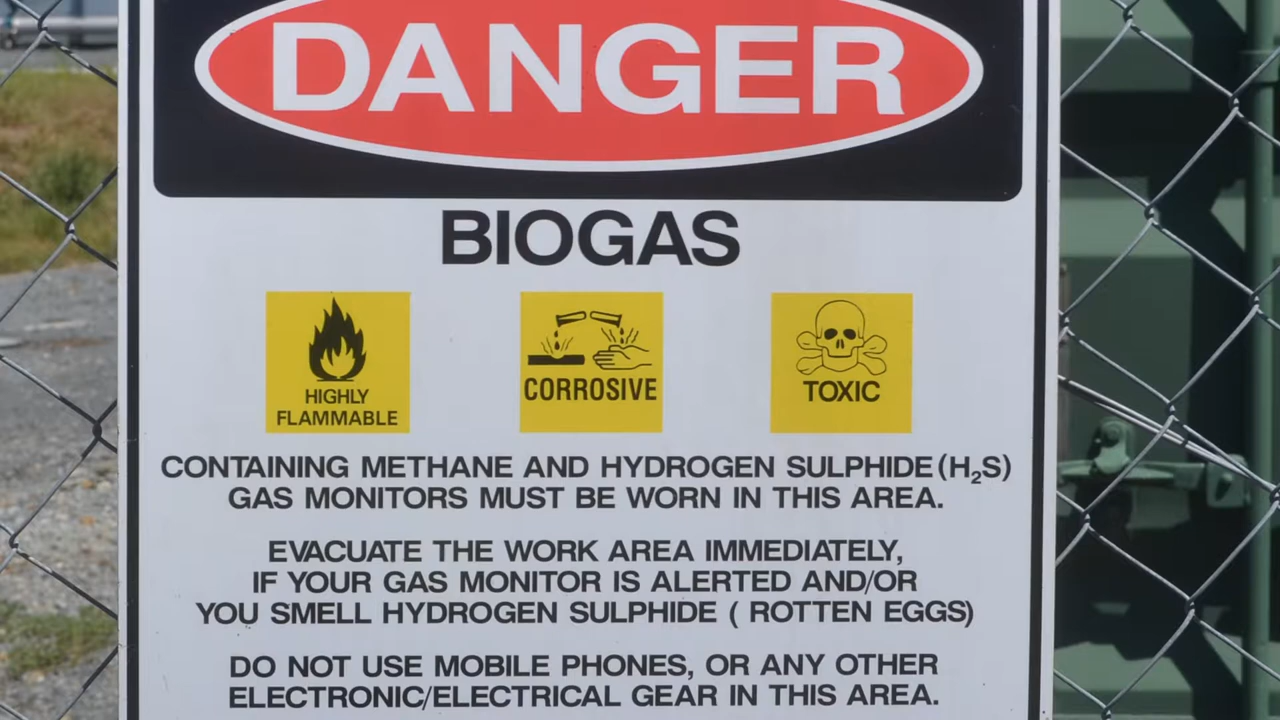 DANGER
BIOGAS
HIGHLY
FLAMMABLE
CORROSIVE
TOXIC
CONTAINING METHANE AND HYDROGEN SULPHIDE (H₂S)
GAS MONITORS MUST BE WORN IN THIS AREA.
EVACUATE THE WORK AREA IMMEDIATELY,
IF YOUR GAS MONITOR IS ALERTED AND/OR
YOU SMELL HYDROGEN SULPHIDE ( ROTTEN EGGS)
DO NOT USE MOBILE PHONES, OR ANY OTHER
ELECTRONIC/ELECTRICAL GEAR IN THIS AREA.